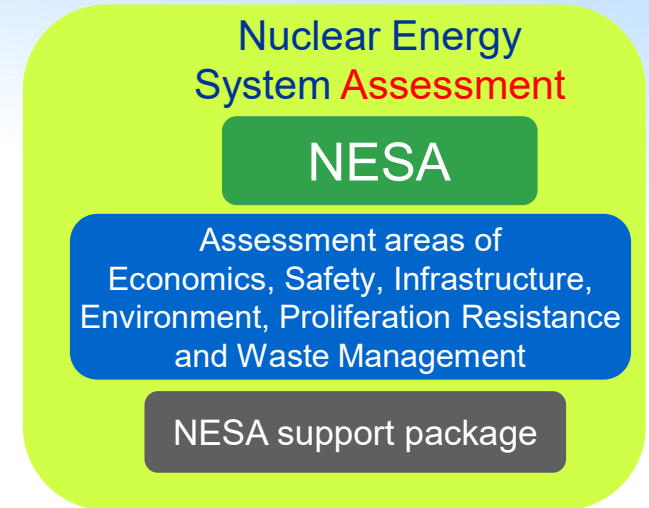 Nuclear Energy
System Assessment
NESA
Assessment areas of
Economics, Safety, Infrastructure,
Environment, Proliferation Resistance
and Waste Management
NESA support package